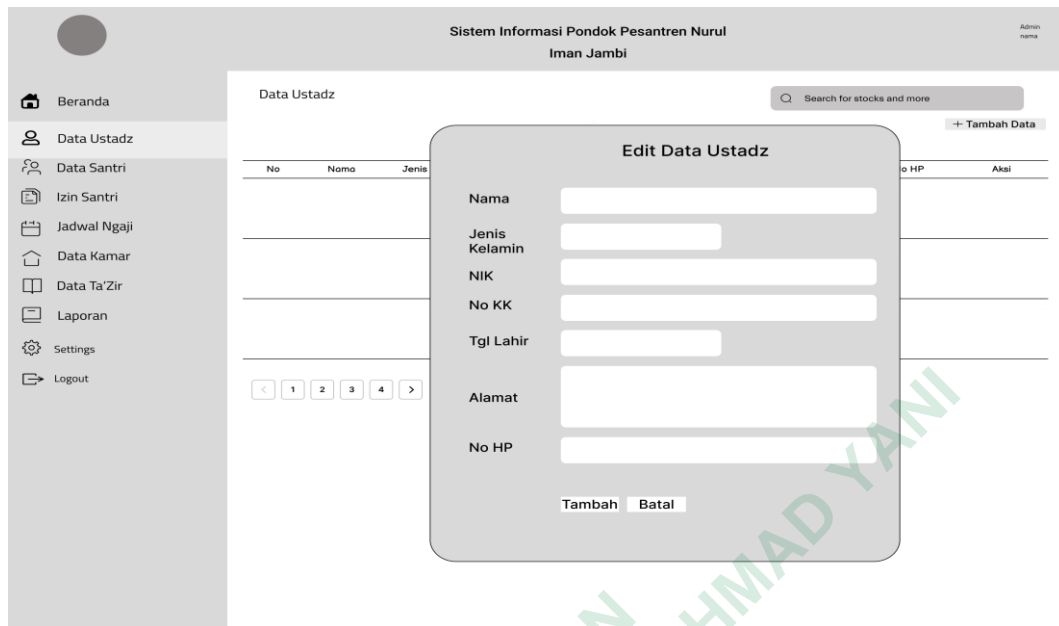 Sistem Informasi Pondok Pesantren Nurul
Iman Jambi
Admin
nama
Beranda
Data Ustadz
Data Santri
Izin Santri
Jadwal Ngaji
Data Kamar
Data Ta'Zir
Laporan
Settings
Logout
Data Ustadz
Search for stocks and more
+ Tambah Data
No Nama Jenis
No HP Aksi
1 2 3 4
Edit Data Ustadz
Nama
Jenis
Kelamin
NIK
No KK
Tgl Lahir
Alamat
No HP
Tambah Batal
YANI